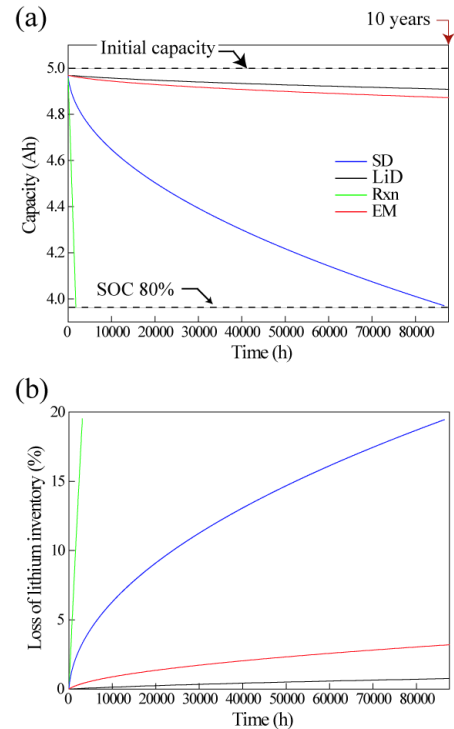 (a)
10 years
Initial capacity
5.0
4.8
4.6
4.4
4.2
4.0
Capacity (Ah)
SD
LiD
Rxn
EM
SOC 80%
0 10000 20000 30000 40000 50000 60000 70000 80000
Time (h)
(b)
20
15
10
5
0
Loss of lithium inventory (%)
0 10000 20000 30000 40000 50000 60000 70000 80000
Time (h)